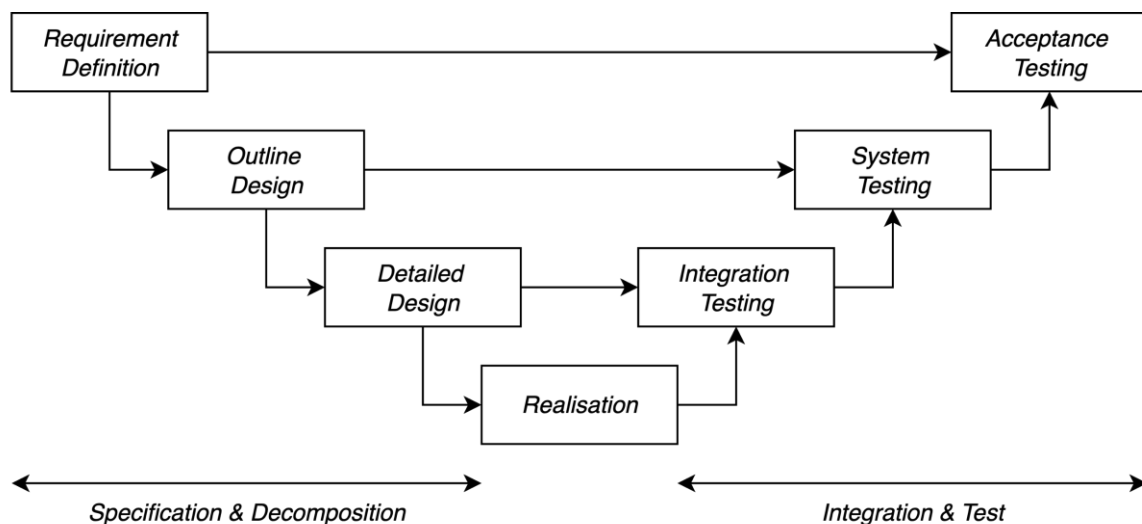 Requirement
Definition
Acceptance
Testing
Outline
Design
System
Testing
Detailed
Design
Integration
Testing
Realisation
Specification & Decomposition
Integration & Test